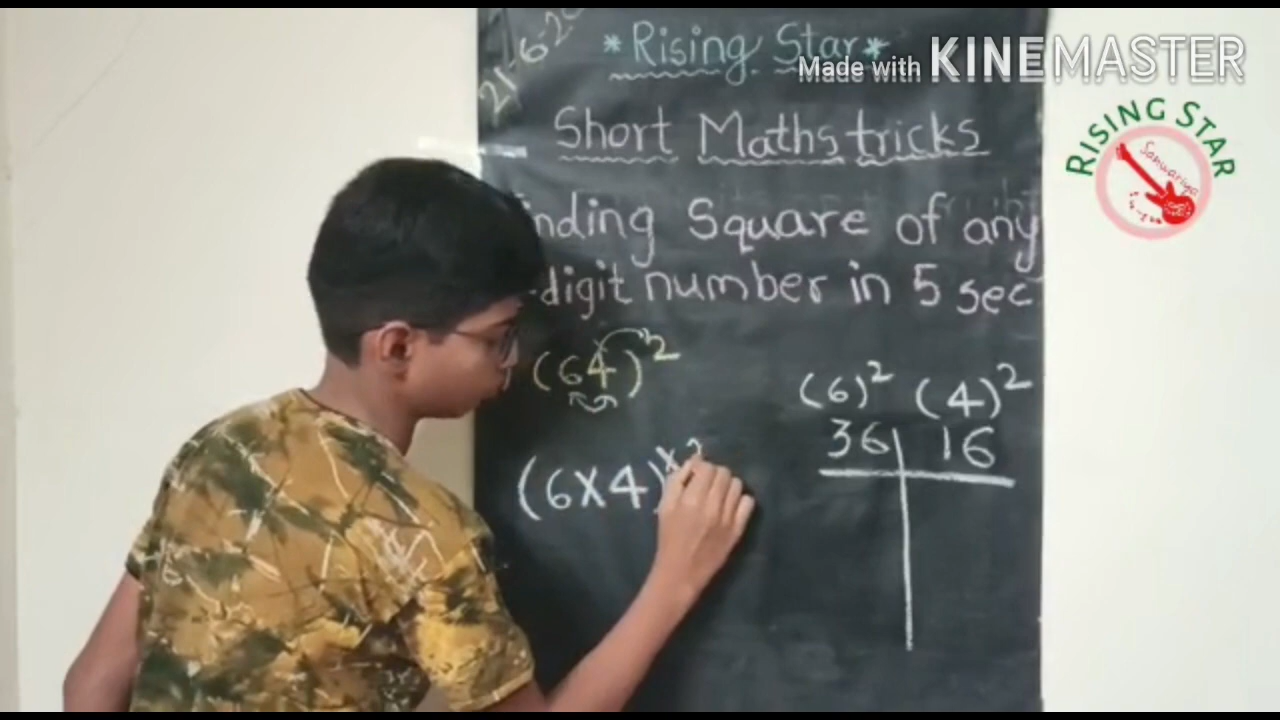 *Rising Star*
Made with KINEMASTER
RISING STAR
Short Maths tricks
Square of any
digit number in 5 sec
(64)²
(6)² (4)²
36 16
(6x4)x2